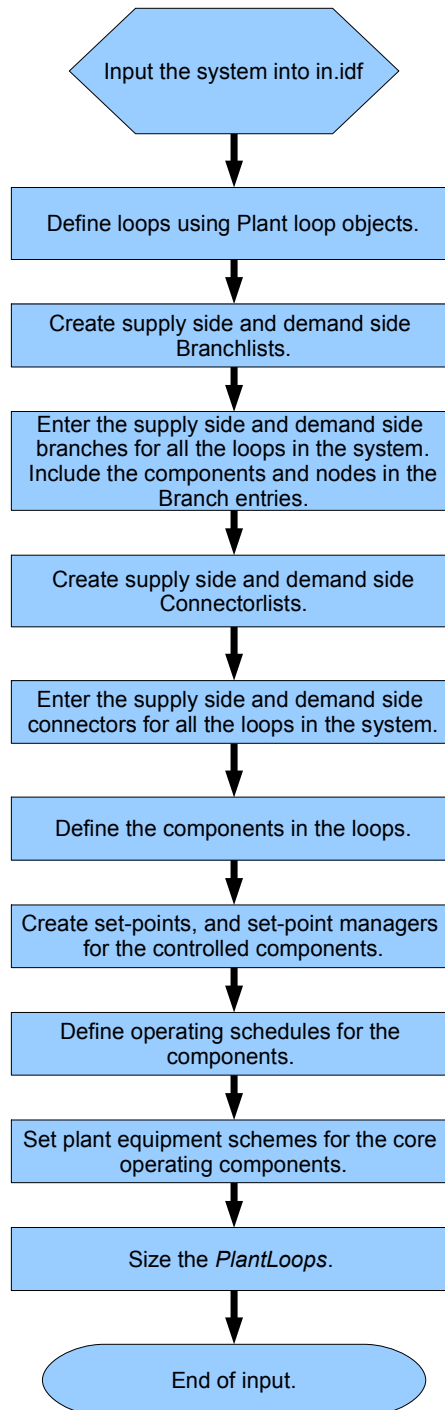 Input the system into in.idf
Define loops using Plant loop objects.
Create supply side and demand side
Branchlists.
Enter the supply side and demand side
branches for all the loops in the system.
Include the components and nodes in the
Branch entries.
Create supply side and demand side
Connectorlists.
Enter the supply side and demand side
connectors for all the loops in the system.
Define the components in the loops.
Create set-points, and set-point managers
for the controlled components.
Define operating schedules for the
components.
Set plant equipment schemes for the core
operating components.
Size the PlantLoops.
End of input.